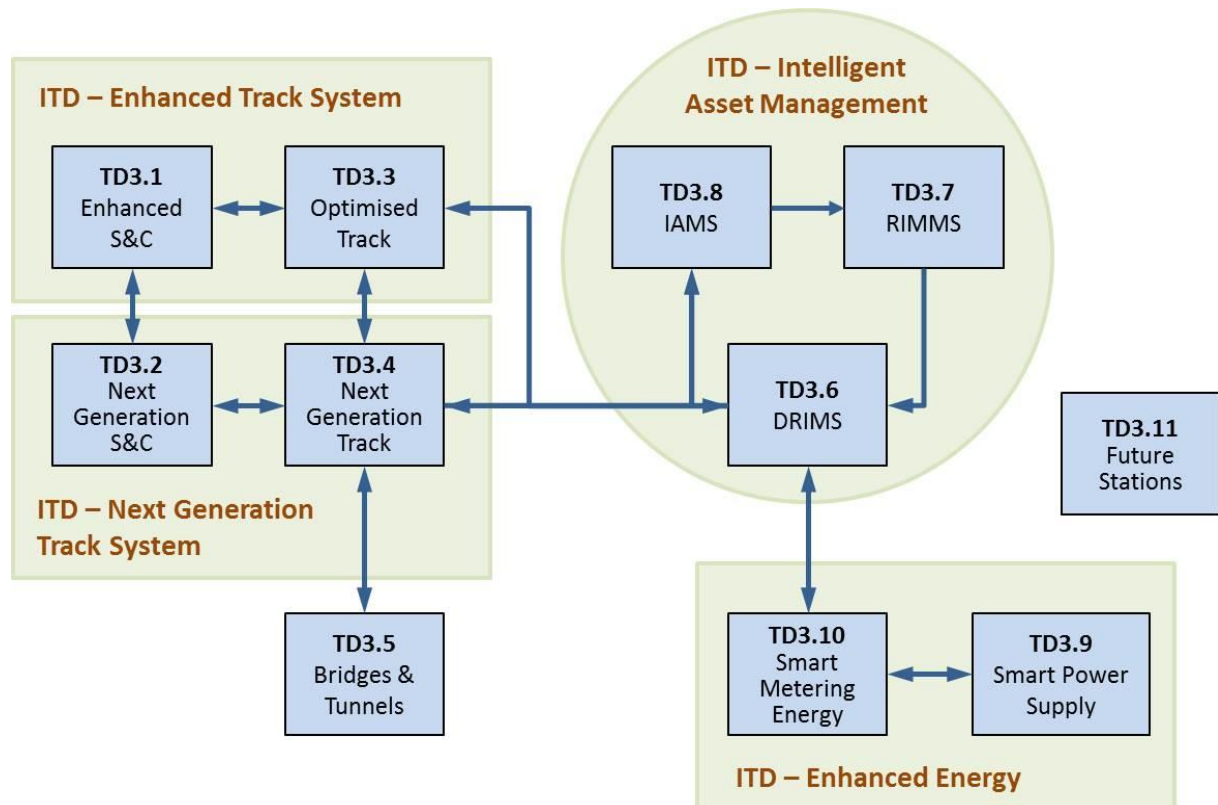 ITD – Enhanced Track System
TD3.1
Enhanced
S&C
TD3.3
Optimised
Track
ITD – Intelligent
Asset Management
TD3.8
IAMS
TD3.7
RIMMS
TD3.2
Next
Generation
S&C
TD3.4
Next
Generation
Track
ITD – Next Generation
Track System
TD3.6
DRIMS
TD3.11
Future
Stations
TD3.5
Bridges &
Tunnels
TD3.10
Smart
Metering
Energy
TD3.9
Smart Power
Supply
ITD – Enhanced Energy